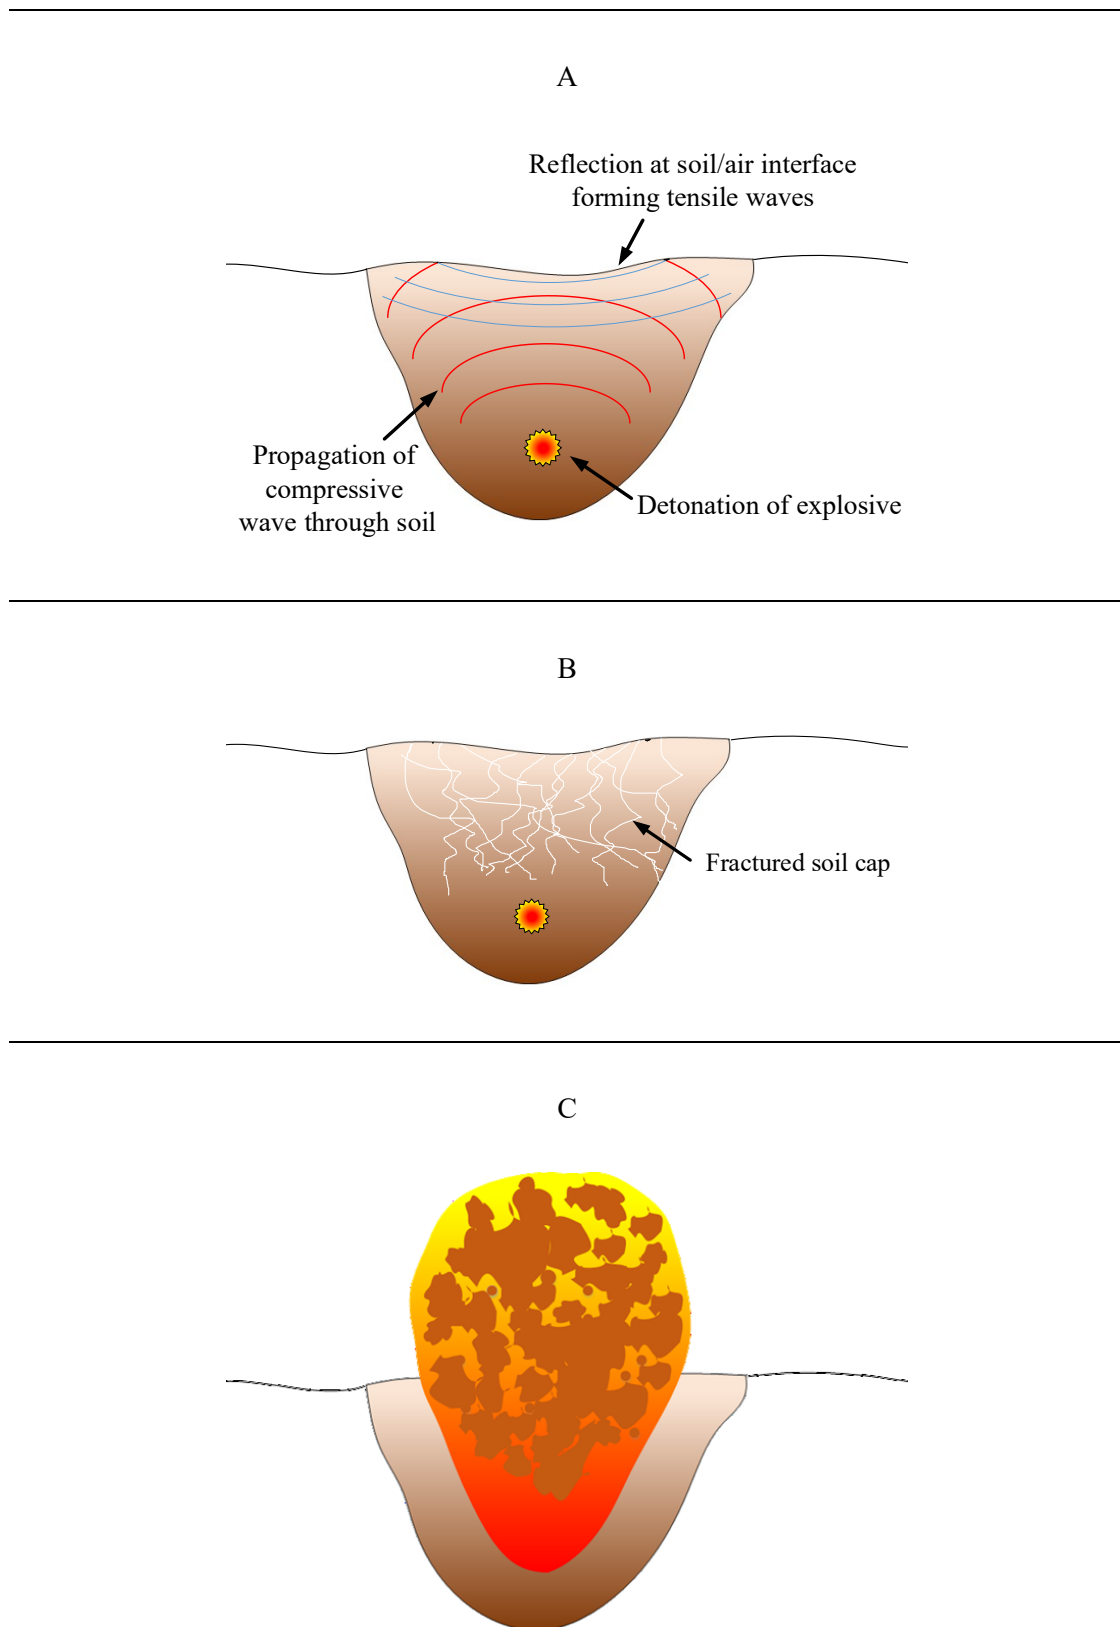 A
Reflection at soil/air interface
forming tensile waves
Propagation of
compressive
wave through soil
Detonation of explosive
B
Fractured soil cap
C